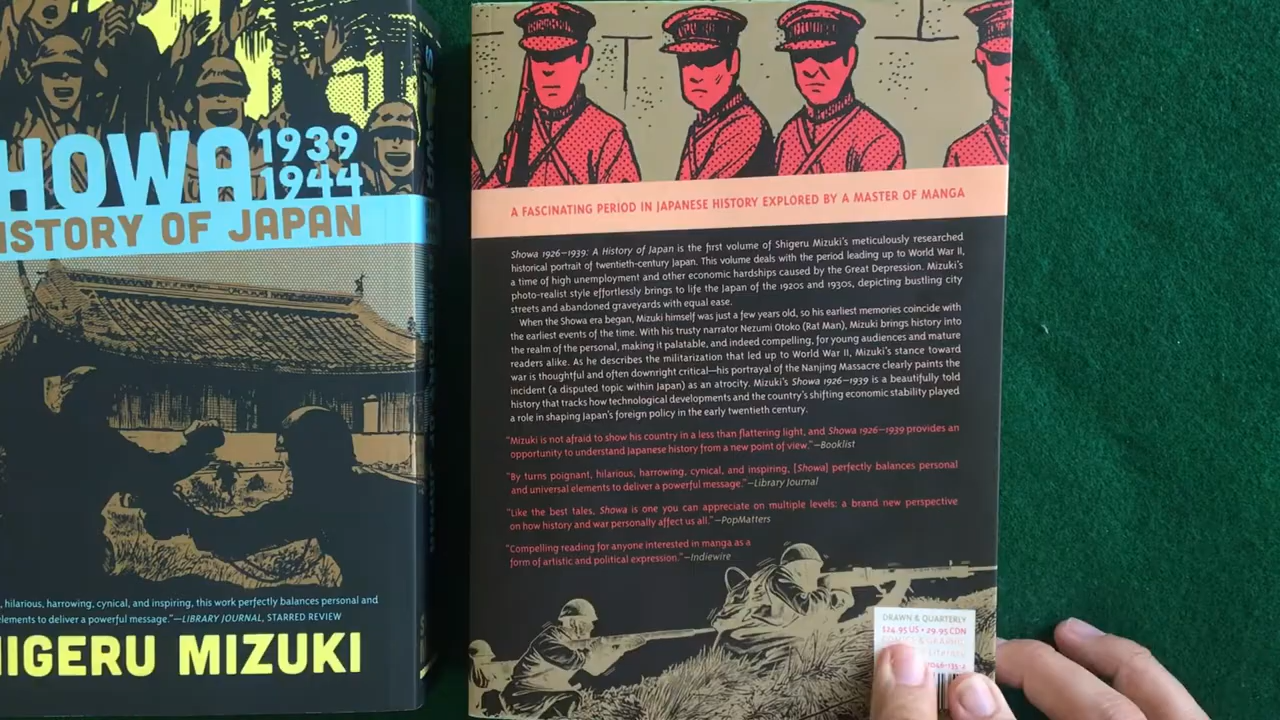 HOWA 1939
1944
ISTORY OF JAPAN
, hilarious, harrowing, cynical, and inspiring, this work perfectly balances personal and
elements to deliver a powerful message."—LIBRARY JOURNAL, STARRED REVIEW
HIGERU MIZUKI
A FASCINATING PERIOD IN JAPANESE HISTORY EXPLORED BY A MASTER OF MANGA
Showa 1926–1939: A History of Japan is the first volume of Shigeru Mizuki's meticulously researched
historical portrait of twentieth-century Japan. This volume deals with the period leading up to World War II,
a time of high unemployment and other economic hardships caused by the Great Depression. Mizuki's
photo-realist style effortlessly brings to life the Japan of the 1920s and 1930s, depicting bustling city
streets and abandoned graveyards with equal ease.
When the Showa era began, Mizuki himself was just a few years old, so his earliest memories coincide with
the earliest events of the time. With his trusty narrator Nezumi Otoko (Rat Man), Mizuki brings history into
the realm of the personal, making it palatable, and indeed compelling, for young audiences and mature
readers alike. As he describes the militarization that led up to World War II, Mizuki's stance toward
war is thoughtful and often downright critical—his portrayal of the Nanjing Massacre clearly paints the
incident (a disputed topic within Japan) as an atrocity. Mizuki's Showa 1926–1939 is a beautifully told
history that tracks how technological developments and the country's shifting economic stability played
a role in shaping Japan's foreign policy in the early twentieth century.
"Mizuki is not afraid to show his country in a less than flattering light, and Showa 1926–1939 provides an
opportunity to understand Japanese history from a new point of view."—Booklist
"By turns poignant, hilarious, harrowing, cynical, and inspiring, [Showa] perfectly balances personal
and universal elements to deliver a powerful message."—Library Journal
"Like the best tales, Showa is one you can appreciate on multiple levels: a brand new perspective
on how history and war personally affect us all."—PopMatters
"Compelling reading for anyone interested in manga as a
form of artistic and political expression."—Indiewire
DRAWN & QUARTERLY
$24.95 US • 29.95 CDN
COMICS & GRAPHIC